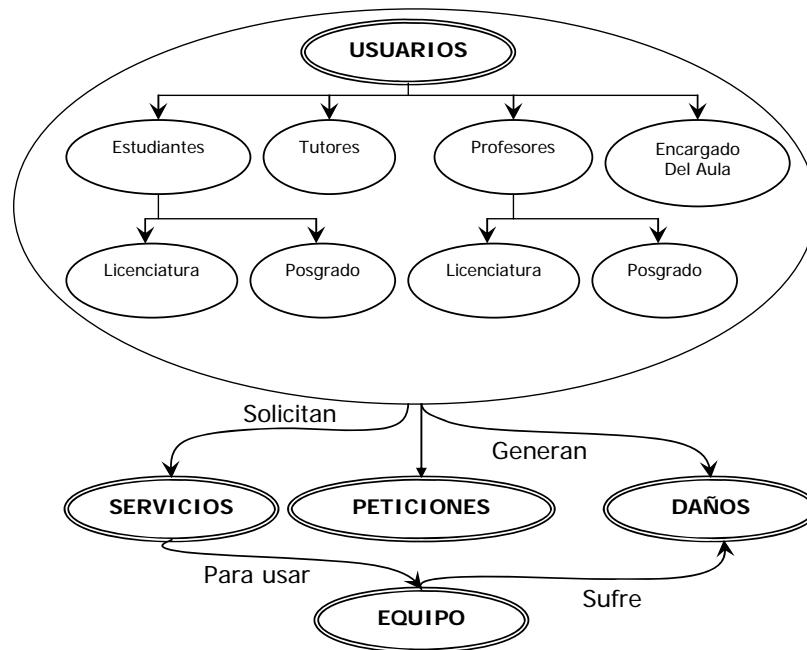 USUARIOS
Estudiantes
Tutores
Profesores
Encargado
Del Aula
Licenciatura
Posgrado
Licenciatura
Posgrado
Solicitan
Generan
SERVICIOS
PETICIONES
DAÑOS
Para usar
Sufre
EQUIPO